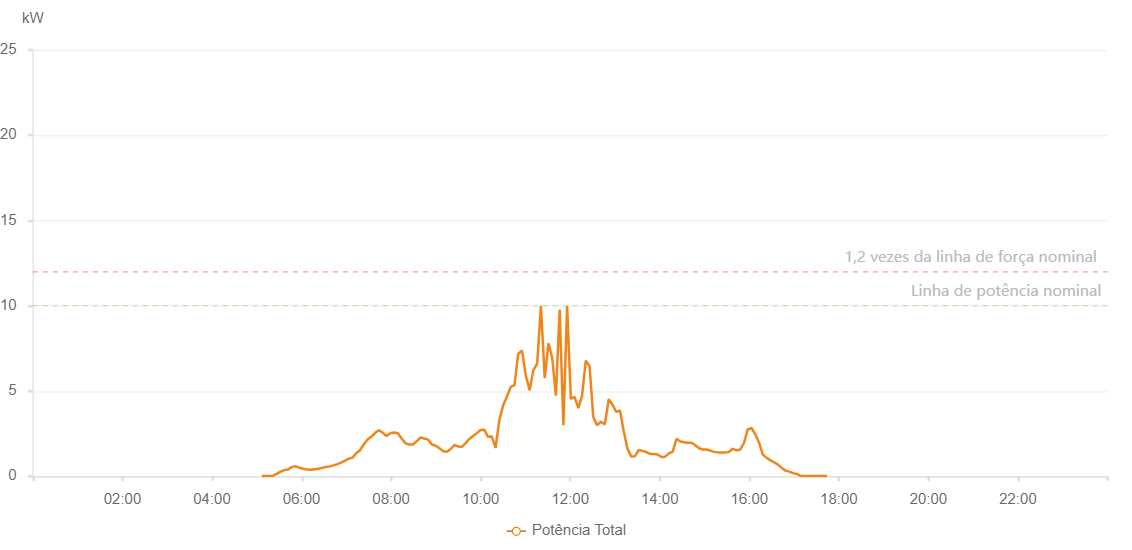 kW
25
20
15
1,2 vezes da linha de força nominal
Linha de potência nominal
10
5
0
02:00 04:00 06:00 08:00 10:00 12:00 14:00 16:00 18:00 20:00 22:00
Potência Total